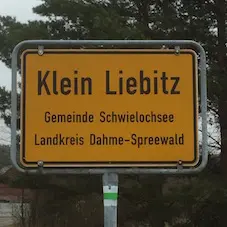 Klein Liebitz
Gemeinde Schwielochsee
Landkreis Dahme-Spreewald